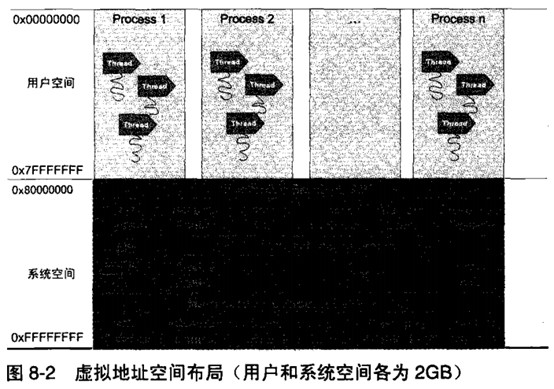 0x00000000
Process 1
Process 2
...
Process n
Thread
Thread
Thread
Thread
Thread
Thread
Thread
Thread
Thread
用户空间
0x7FFFFFFF
0x80000000
系统空间
0xFFFFFFFF
图 8-2 虚拟地址空间布局（用户和系统空间各为 2GB）